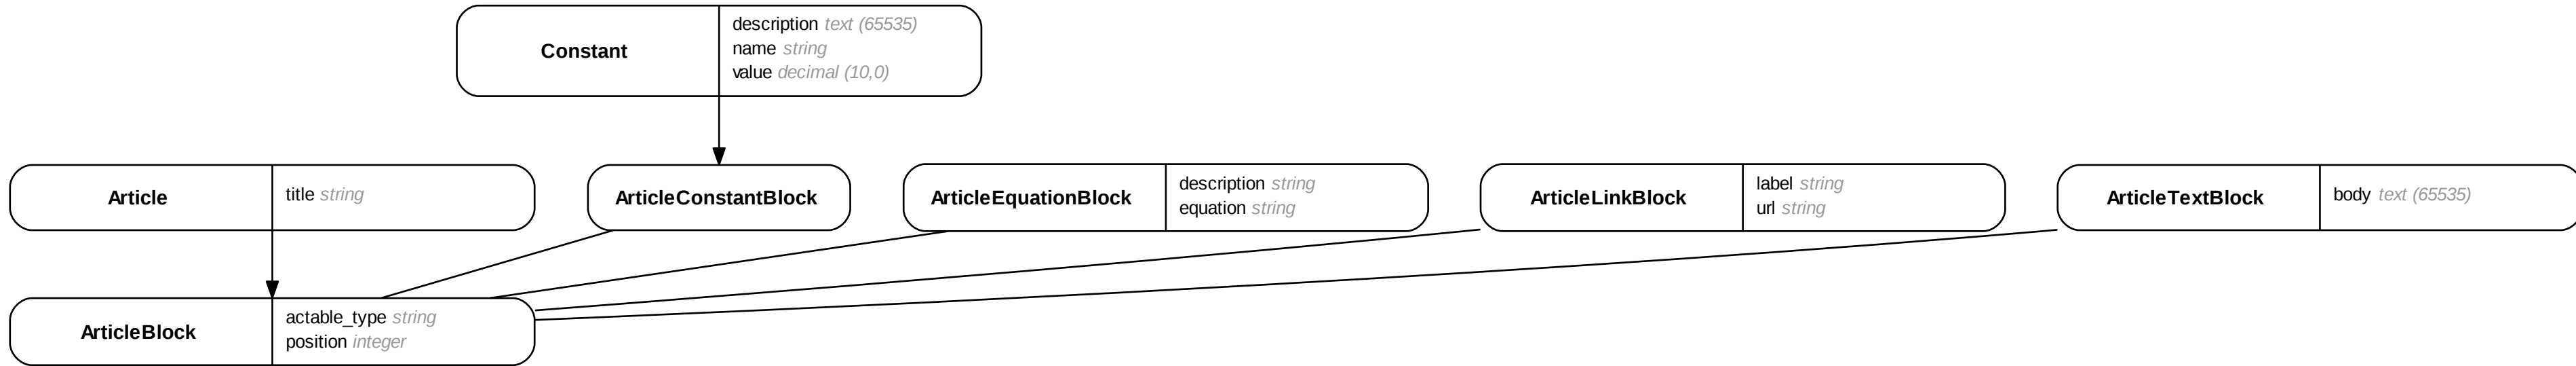 Constant
description text (65535)
name string
value decimal (10,0)
Article
title string
ArticleConstantBlock
ArticleEquationBlock
description string
equation string
ArticleLinkBlock
label string
url string
ArticleTextBlock
body text (65535)
ArticleBlock
actable_type string
position integer